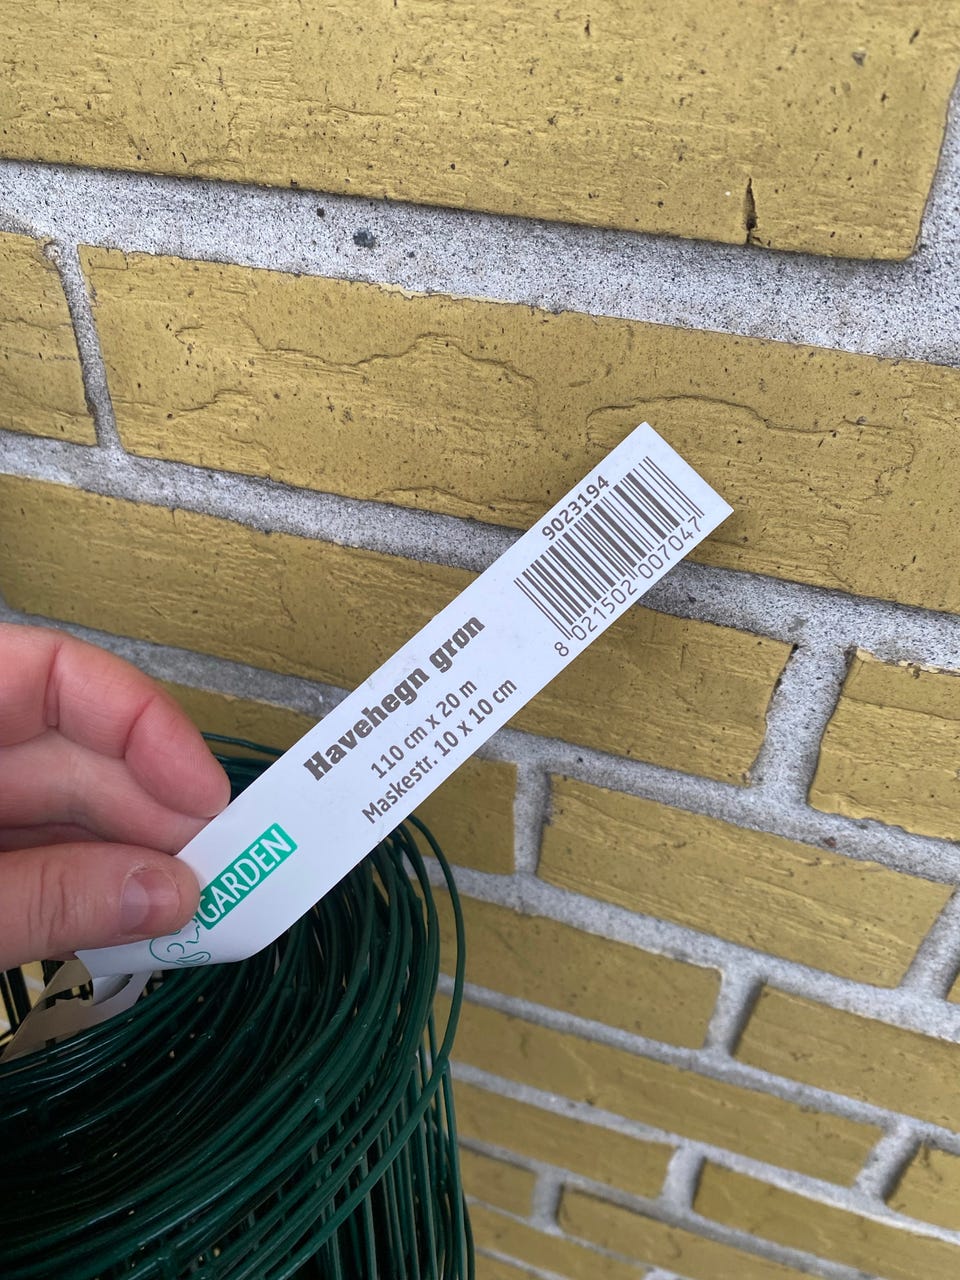 GARDEN
Havehegn grøn
110 cm x 20 m
Maskestr. 10 x 10 cm
9023194
8 021502 007047